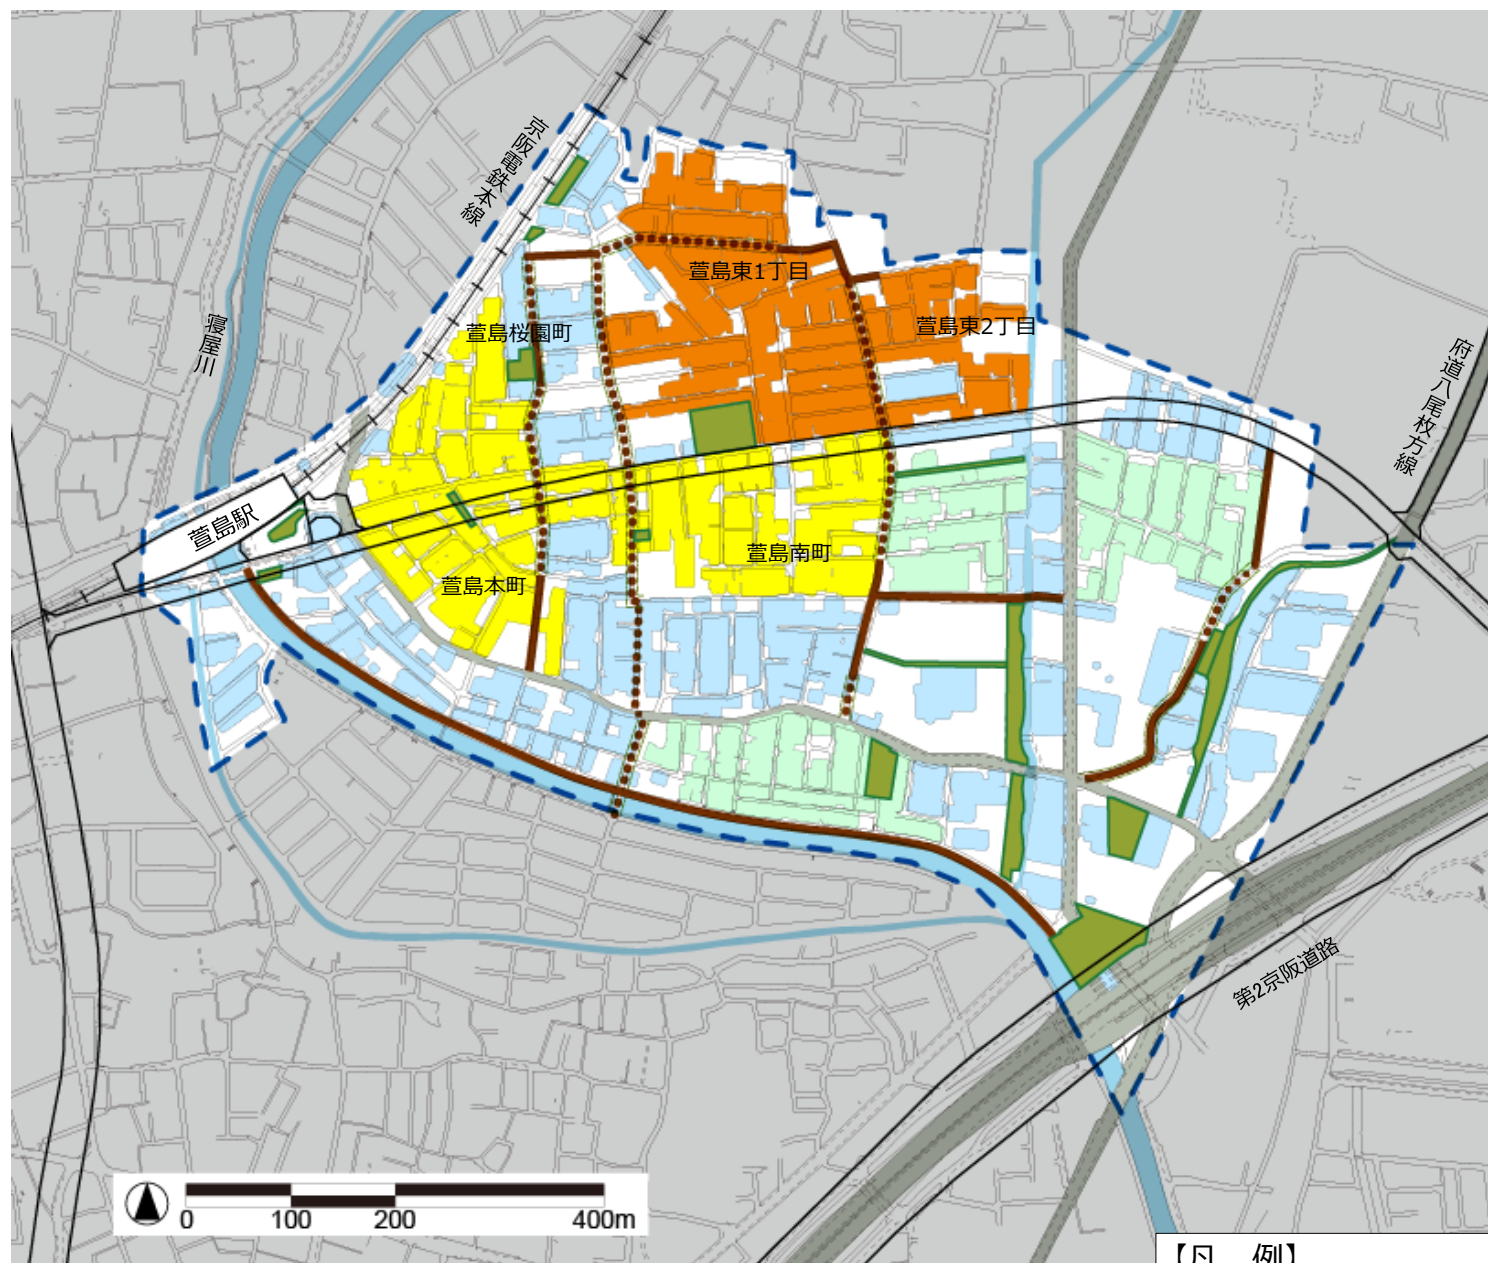 京阪電鉄本線
萱島東1丁目
萱島桜園町
萱島東2丁目
寝屋川
府道八尾枚方線
萱島駅
萱島南町
萱島本町
第2京阪道路
0 100 200 400m
【凡 例】